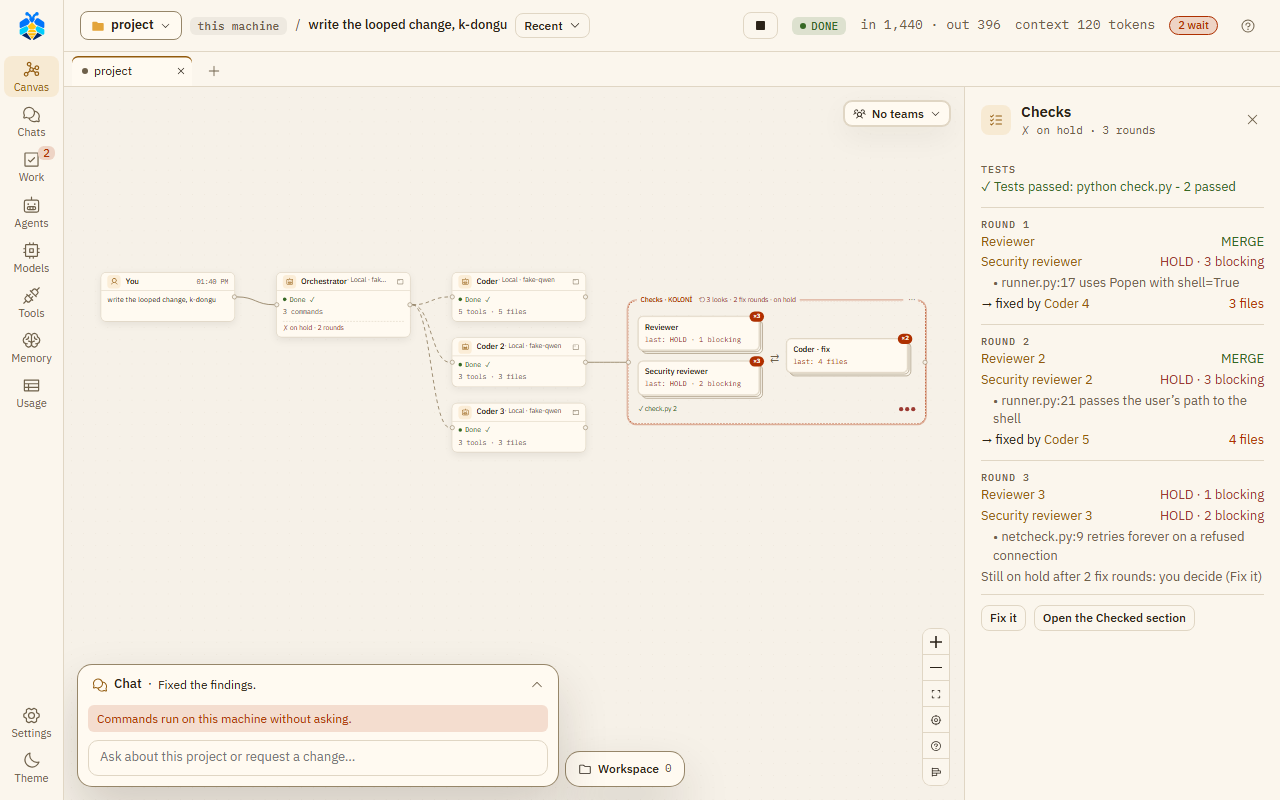 project
this machine
/
write the looped change, k-dongu
Recent
DONE
in 1,440 · out 396
context 120 tokens
2 wait
Canvas
Chats
2
Work
Agents
Models
Tools
Memory
Usage
Settings
Theme
project
No teams
You
01:40 PM
write the looped change, k-dongu
Orchestrator · Local · fak...
Done ✓
3 commands
✗ on hold · 2 rounds
Coder · Local · fake-qwen
Done ✓
5 tools · 5 files
Coder 2 · Local · fake-qwen
Done ✓
3 tools · 3 files
Coder 3 · Local · fake-qwen
Done ✓
3 tools · 3 files
Checks · KOLONİ
3 looks · 2 fix rounds · on hold
×3
Reviewer
last: HOLD · 1 blocking
×3
Security reviewer
last: HOLD · 2 blocking
×2
Coder · fix
last: 4 files
✓ check.py 2
Chat · Fixed the findings.
Commands run on this machine without asking.
Ask about this project or request a change...
Workspace 0
Checks
✗ on hold · 3 rounds
TESTS
✓ Tests passed: python check.py - 2 passed
ROUND 1
Reviewer MERGE
Security reviewer HOLD · 3 blocking
• runner.py:17 uses Popen with shell=True
→ fixed by Coder 4 3 files
ROUND 2
Reviewer 2 MERGE
Security reviewer 2 HOLD · 3 blocking
• runner.py:21 passes the user’s path to the
shell
→ fixed by Coder 5 4 files
ROUND 3
Reviewer 3 HOLD · 1 blocking
Security reviewer 3 HOLD · 2 blocking
• netcheck.py:9 retries forever on a refused
connection
Still on hold after 2 fix rounds: you decide (Fix it)
Fix it
Open the Checked section